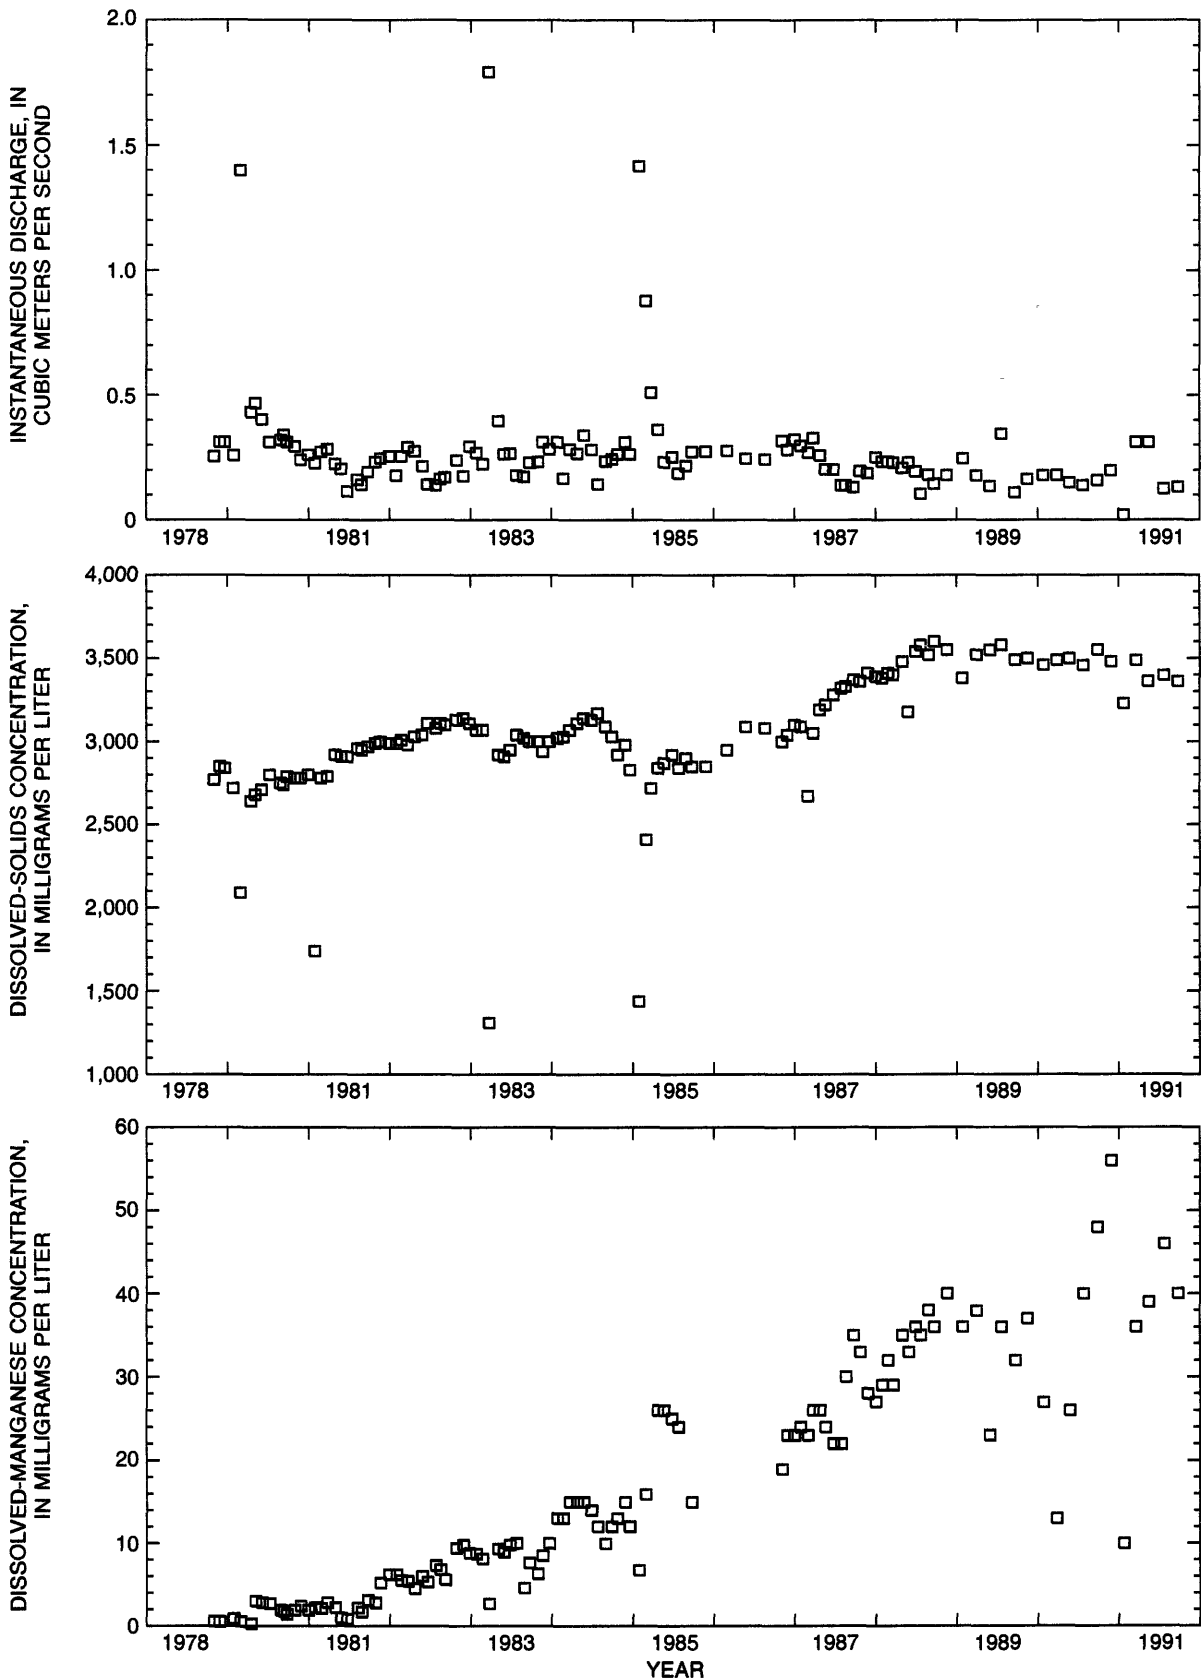 INSTANTANEOUS DISCHARGE, IN
CUBIC METERS PER SECOND
2.0
1.5
1.0
0.5
0
1978 1981 1983 1985 1987 1989 1991
DISSOLVED-SOLIDS CONCENTRATION,
IN MILLIGRAMS PER LITER
4,000
3,500
3,000
2,500
2,000
1,500
1,000
1978 1981 1983 1985 1987 1989 1991
DISSOLVED-MANGANESE CONCENTRATION,
IN MILLIGRAMS PER LITER
60
50
40
30
20
10
0
1978 1981 1983 1985 1987 1989 1991
YEAR